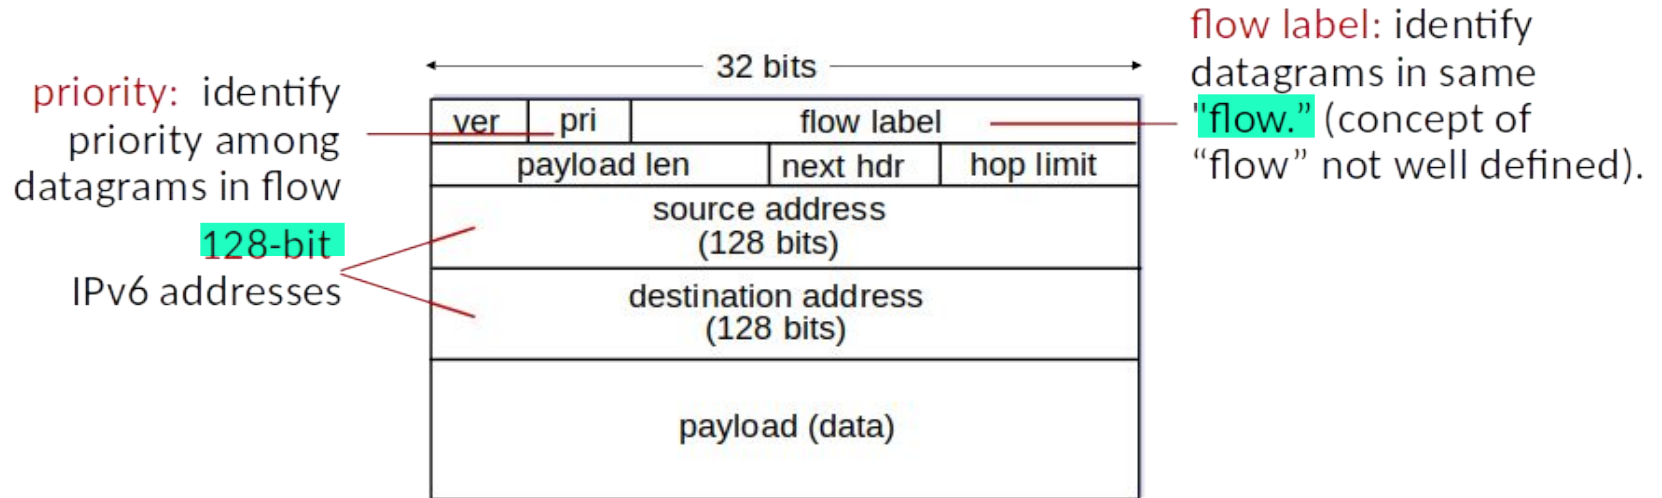 32 bits
priority: identify
priority among
datagrams in flow
128-bit
IPv6 addresses
ver pri flow label
payload len next hdr hop limit
source address
(128 bits)
destination address
(128 bits)
payload (data)
flow label: identify
datagrams in same
"flow.” (concept of
“flow” not well defined).